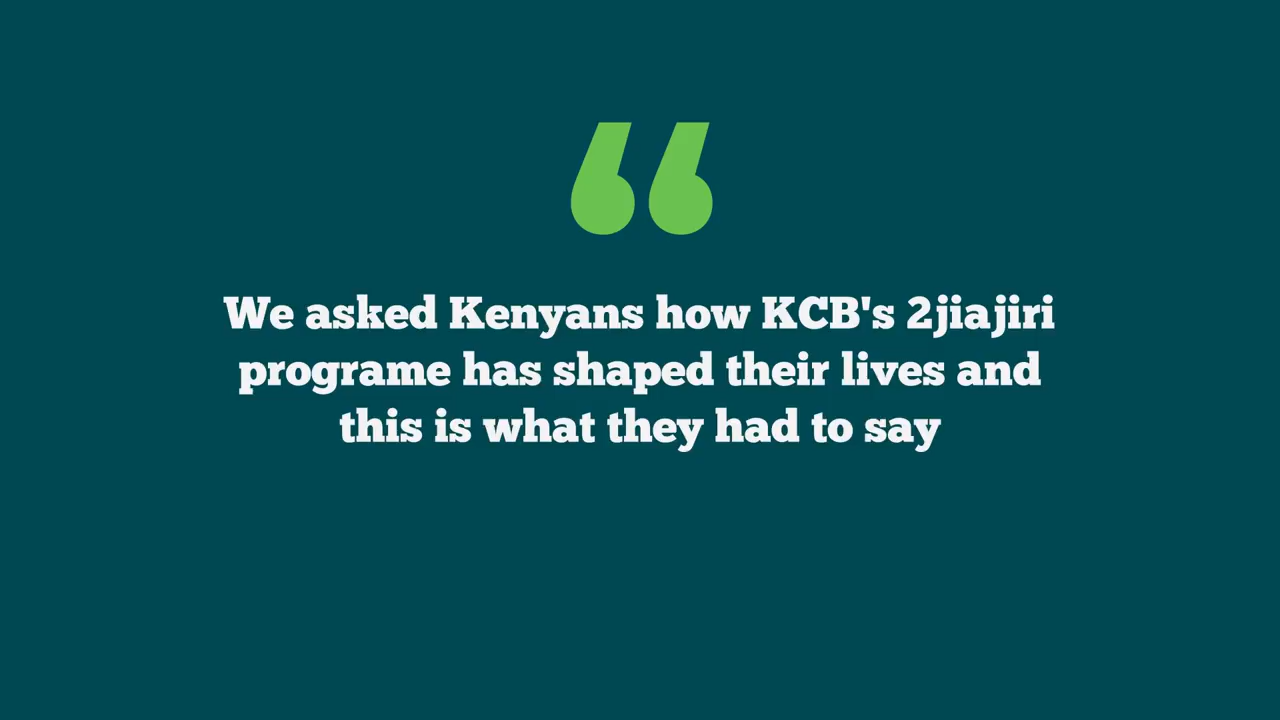 We asked Kenyans how KCB's 2jiajiri
programe has shaped their lives and
this is what they had to say